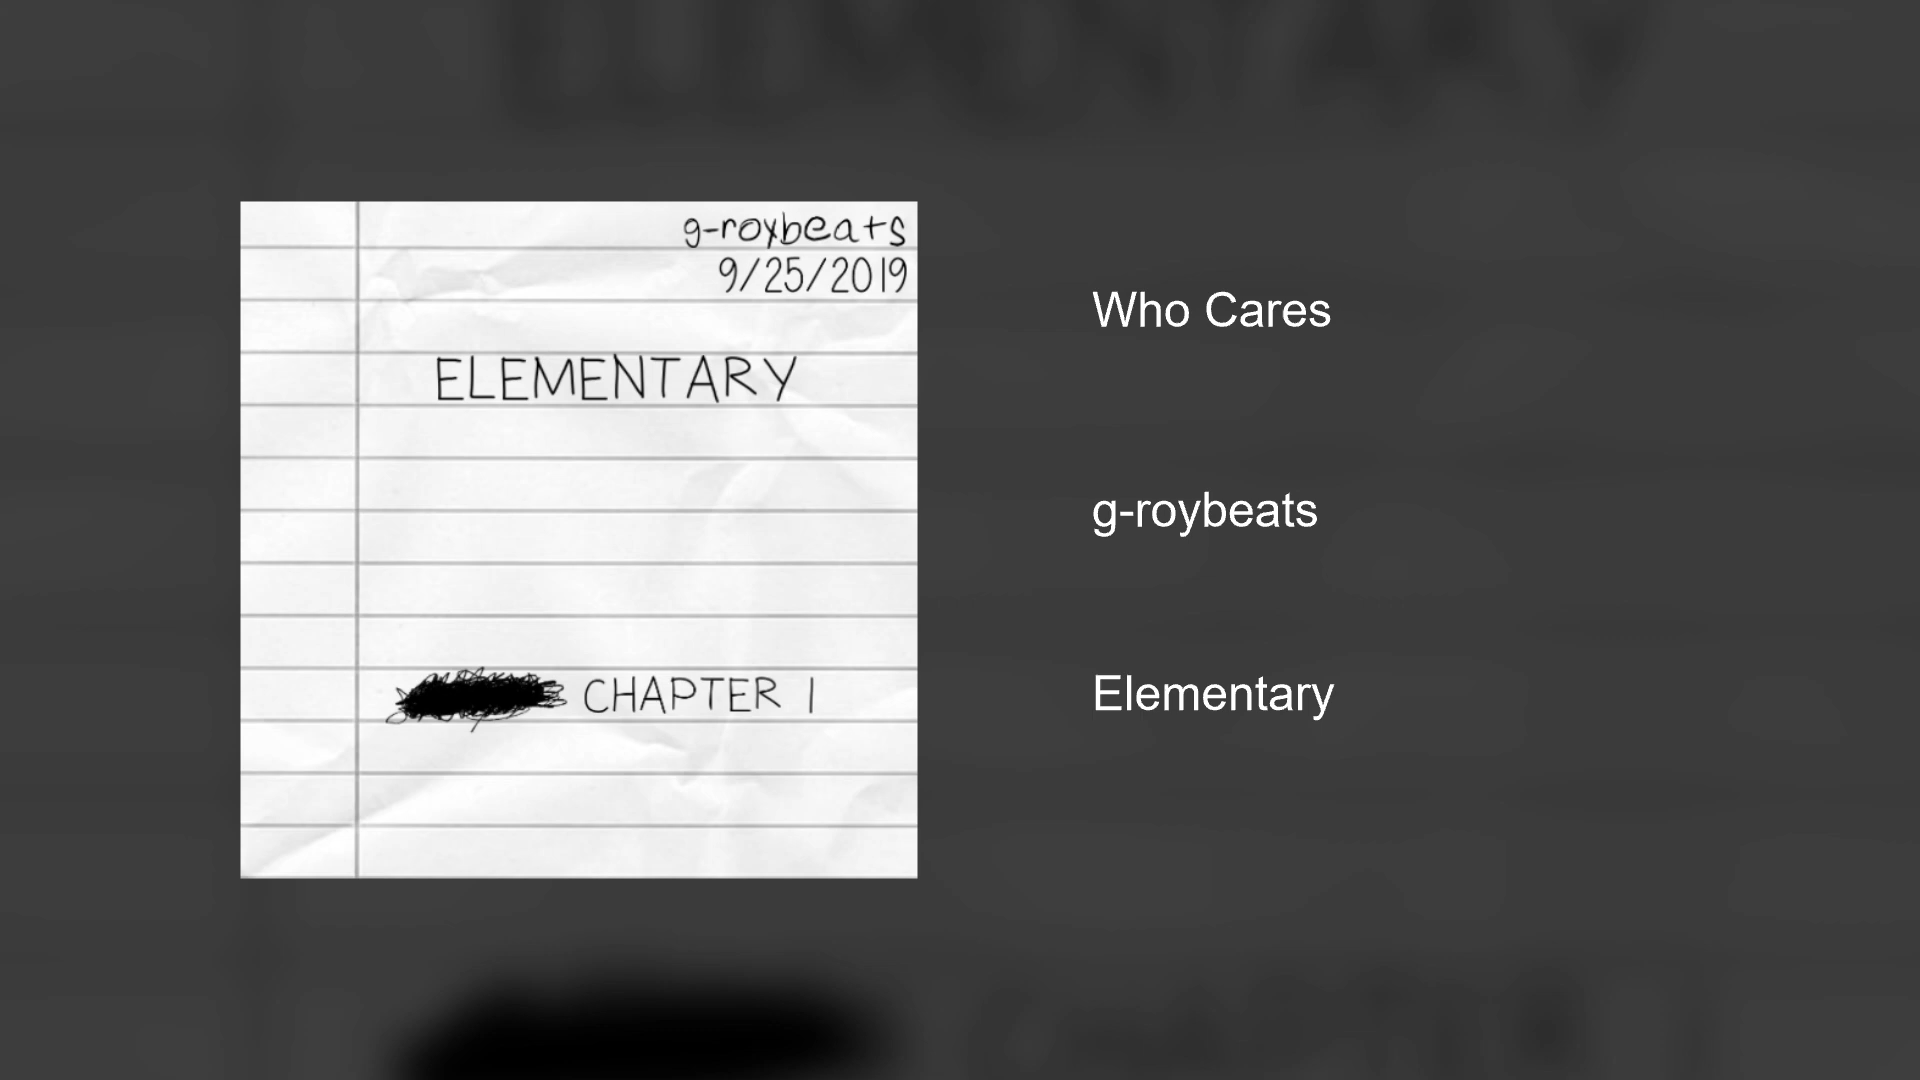 g-roybeats
9/25/2019
ELEMENTARY
CHAPTER 1
Who Cares
g-roybeats
Elementary